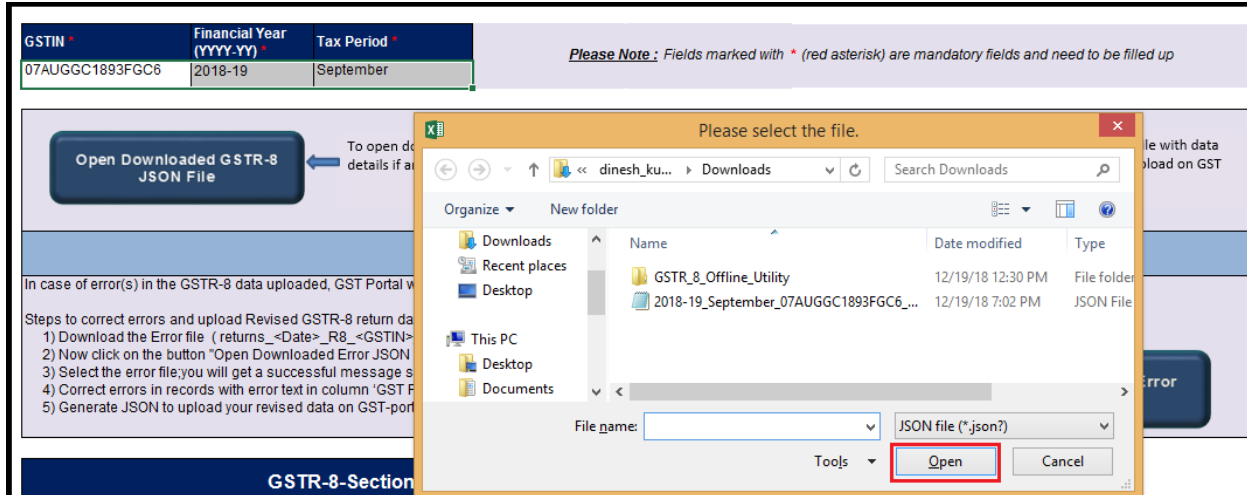 GSTIN *
Financial Year (YYYY-YY) *
Tax Period *
Please Note : Fields marked with * (red asterisk) are mandatory fields and need to be filled up
07AUGGC1893FGC6
2018-19
September
Open Downloaded GSTR-8
JSON File
To open do
details if a
le with data
pload on GST
Please select the file.
« dinesh_ku... Downloads
Search Downloads
Organize
New folder
Downloads
Recent places
Desktop
This PC
Desktop
Documents
Name
Date modified
Type
GSTR_8_Offline_Utility
12/19/18 12:30 PM
File folder
2018-19_September_07AUGGC1893FGC6_...
12/19/18 7:02 PM
JSON File
File name:
JSON file (*.json?)
Tools
Open
Cancel
In case of error(s) in the GSTR-8 data uploaded, GST Portal w
Steps to correct errors and upload Revised GSTR-8 return da
1) Download the Error file ( returns_<Date>_R8_<GSTIN>
2) Now click on the button "Open Downloaded Error JSON
3) Select the error file;you will get a successful message s
4) Correct errors in records with error text in column 'GST P
5) Generate JSON to upload your revised data on GST-port
Error
GSTR-8-Section